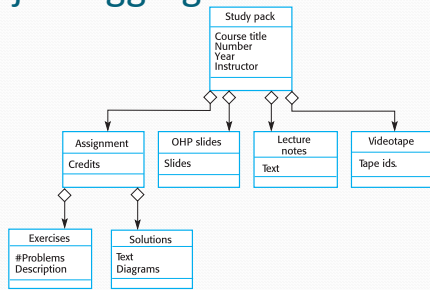 Study pack
Course title
Number
Year
Instructor
Assignment
Credits
OHP slides
Slides
Lecture
notes
Text
Videotape
Tape ids.
Exercises
#Problems
Description
Solutions
Text
Diagrams